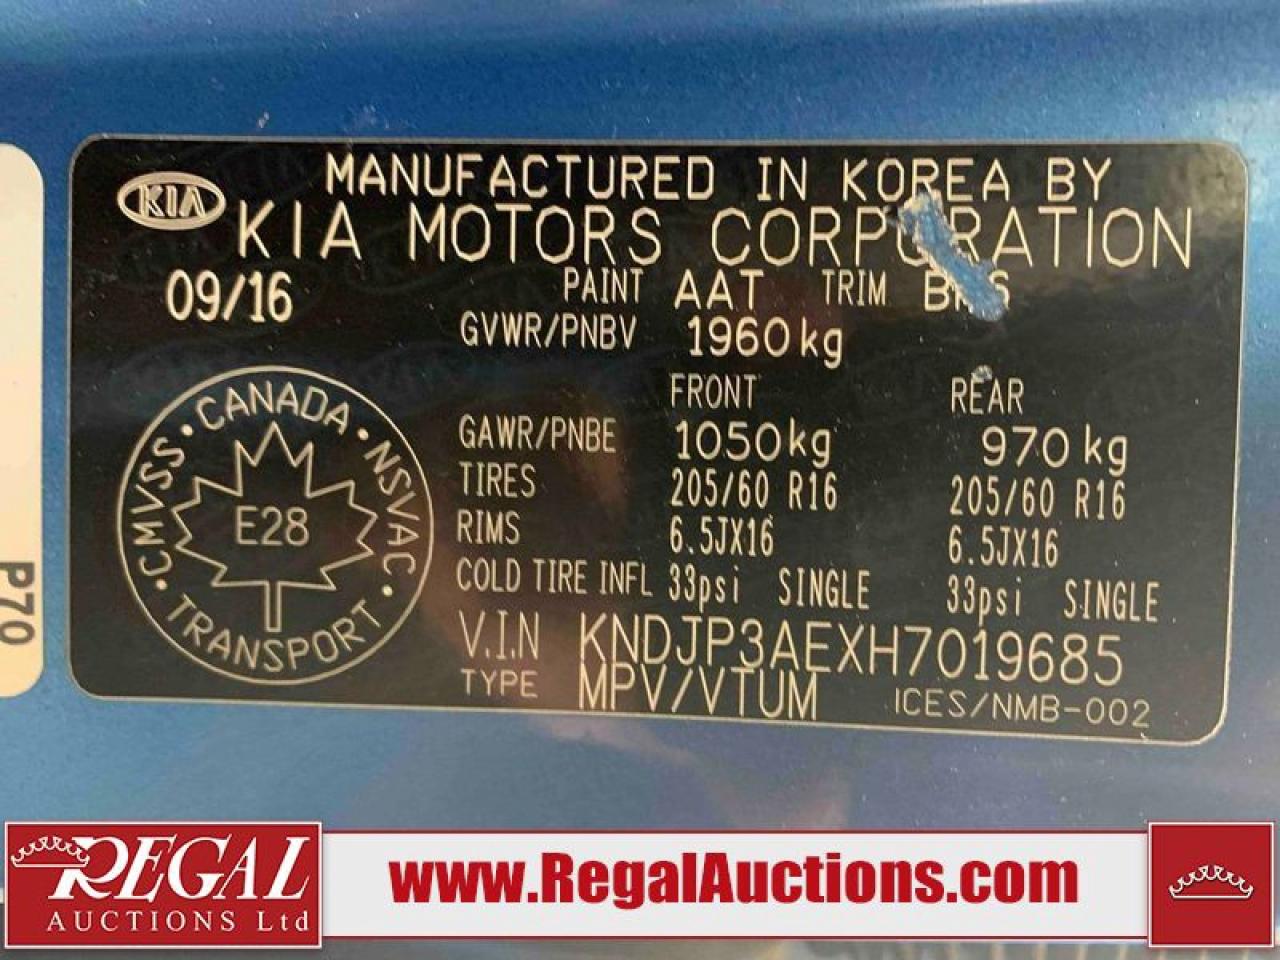 KIA
MANUFACTURED IN KOREA BY
KIA MOTORS CORPORATION
09/16
PAINT AAT TRIM
GVWR/PNBV 1960kg
FRONT REAR
GAWR/PNBE 1050kg 970kg
TIRES 205/60 R16 205/60 R16
RIMS 6.5JX16 6.5JX16
COLD TIRE INFL 33psi SINGLE 33psi SINGLE
V.I.N KNDJP3AEXH7019685
TYPE MPV/VTUM ICES/NMB-002
CMVSS • CANADA • NSVAC • TRANSPORT •
E28
P70
REGAL
AUCTIONS Ltd
www.RegalAuctions.com